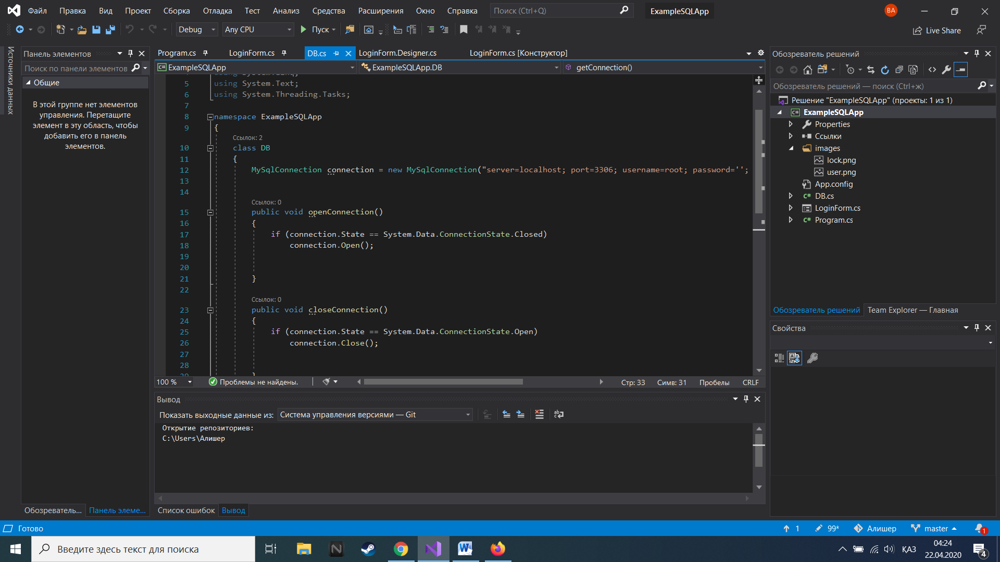 Файл Правка Вид Проект Сборка Отладка Тест Анализ Средства Расширения Окно Справка Поиск (Ctrl+Q) ExampleSQLApp BA
Debug Any CPU Пуск Live Share
Источники данных
Панель элементов
Поиск по панели элементов
Общие
В этой группе нет элементов
управления. Перетащите
элемент в эту область, чтобы
добавить его в панель
элементов.
Обозреватель... Панель элеме...
Program.cs LoginForm.cs DB.cs LoginForm.Designer.cs LoginForm.cs [Конструктор]
ExampleSQLApp ExampleSQLApp.DB getConnection()
5 using System.Text;
6 using System.Threading.Tasks;
7
8 namespace ExampleSQLApp
9 {
Ссылок: 2
10 class DB
11 {
12 MySqlConnection connection = new MySqlConnection("server=localhost; port=3306; username=root; password='';
13
14
Ссылок: 0
15 public void openConnection()
16 {
17 if (connection.State == System.Data.ConnectionState.Closed)
18 connection.Open();
19
20
21 }
22
Ссылок: 0
23 public void closeConnection()
24 {
25 if (connection.State == System.Data.ConnectionState.Open)
26 connection.Close();
27
28
29 }
100 % Проблемы не найдены. Стр: 33 Симв: 31 Пробелы CRLF
Вывод
Показать выходные данные из: Система управления версиями — Git
Открытие репозиториев:
C:\Users\Алишер
Список ошибок Вывод
Обозреватель решений
Обозреватель решений — поиск (Ctrl+ж)
Решение "ExampleSQLApp" (проекты: 1 из 1)
C# ExampleSQLApp
Properties
Ссылки
images
lock.png
user.png
App.config
C# DB.cs
LoginForm.cs
C# Program.cs
Обозреватель решений Team Explorer — Главная
Свойства
Готово 1 99* Алишер master 1
Введите здесь текст для поиска ҚАЗ 04:24
22.04.2020 4